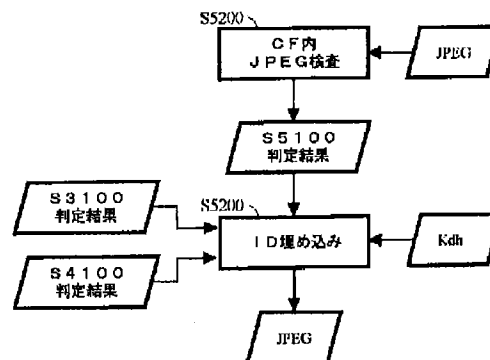 S5200
CF内
JPEG検査
JPEG
S5100
判定結果
S3100
判定結果
S5200
ID埋め込み
Kdh
S4100
判定結果
JPEG